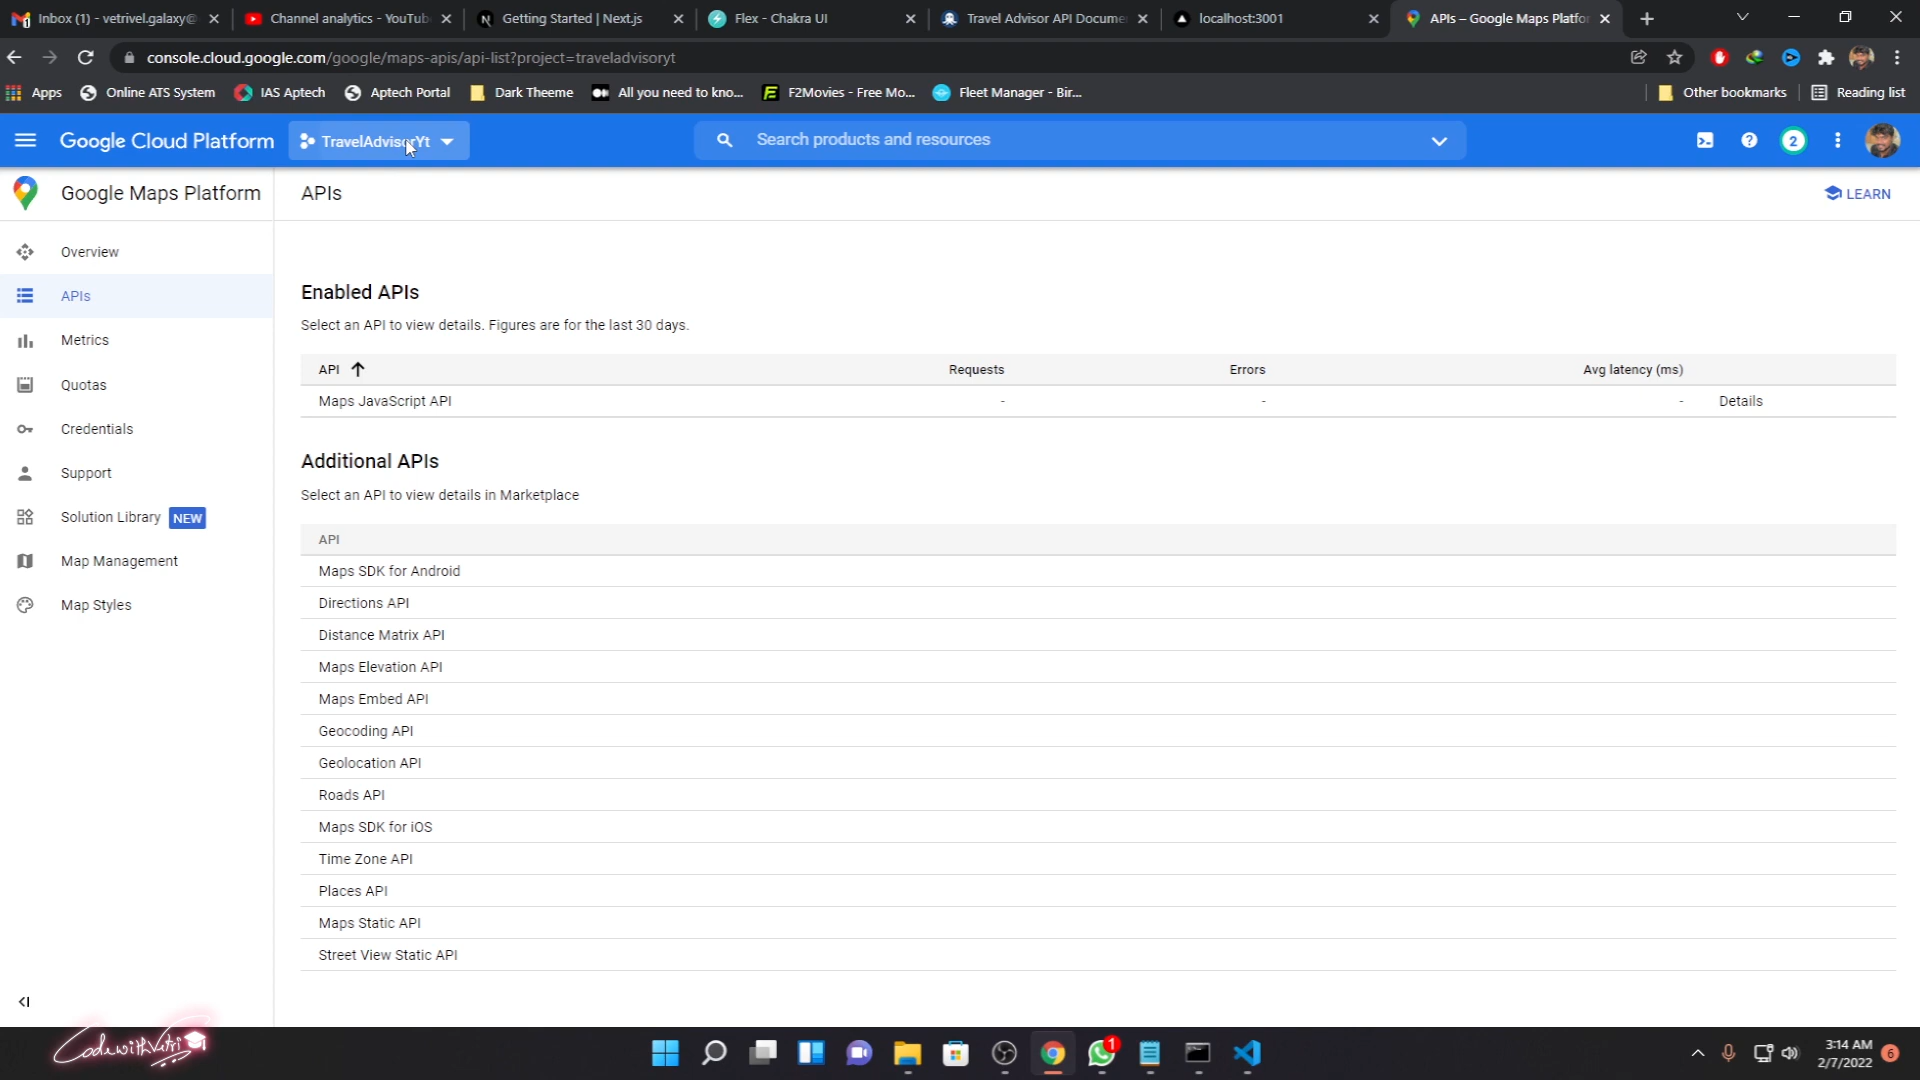 Inbox (1) - vetrivel.galaxy@
Channel analytics - YouTub
Getting Started | Next.js
Flex - Chakra UI
Travel Advisor API Docume
localhost:3001
APIs – Google Maps Platfo
console.cloud.google.com/google/maps-apis/api-list?project=traveladvisoryt
Apps
Online ATS System
IAS Aptech
Aptech Portal
Dark Theeme
All you need to kno...
F2Movies - Free Mo...
Fleet Manager - Bir...
Other bookmarks
Reading list
Google Cloud Platform
TravelAdvisorYt
Search products and resources
2
Google Maps Platform
APIs
LEARN
Overview
APIs
Metrics
Quotas
Credentials
Support
Solution Library NEW
Map Management
Map Styles
Enabled APIs
Select an API to view details. Figures are for the last 30 days.
API Requests Errors Avg latency (ms)
Maps JavaScript API - - - Details
Additional APIs
Select an API to view details in Marketplace
API
Maps SDK for Android
Directions API
Distance Matrix API
Maps Elevation API
Maps Embed API
Geocoding API
Geolocation API
Roads API
Maps SDK for iOS
Time Zone API
Places API
Maps Static API
Street View Static API
CodewithVetri
1
3:14 AM
2/7/2022
6